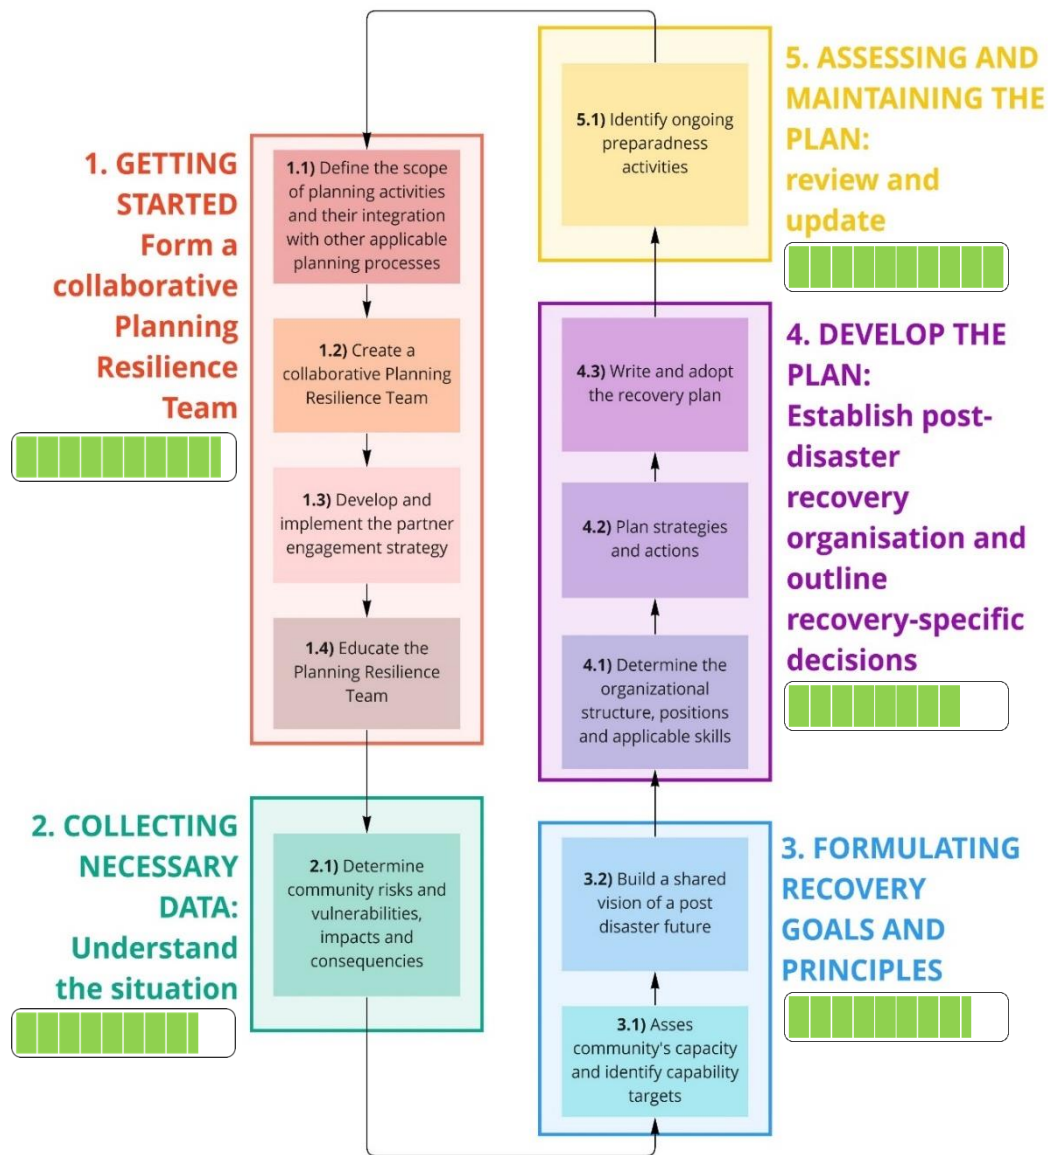 1. GETTING
STARTED
Form a
collaborative
Planning
Resilience
Team
1.1) Define the scope
of planning activities
and their integration
with other applicable
planning processes
1.2) Create a
collaborative Planning
Resilience Team
1.3) Develop and
implement the partner
engagement strategy
1.4) Educate the
Planning Resilience
Team
2. COLLECTING
NECESSARY
DATA:
Understand
the situation
2.1) Determine
community risks and
vulnerabilities,
impacts and
consequencies
3. FORMULATING
RECOVERY
GOALS AND
PRINCIPLES
3.1) Asses
community's capacity
and identify capability
targets
3.2) Build a shared
vision of a post
disaster future
4. DEVELOP THE
PLAN:
Establish post-
disaster
recovery
organisation and
outline
recovery-specific
decisions
4.1) Determine the
organizational
structure, positions
and applicable skills
4.2) Plan strategies
and actions
4.3) Write and adopt
the recovery plan
5. ASSESSING AND
MAINTAINING THE
PLAN:
review and
update
5.1) Identify ongoing
preparadness
activities